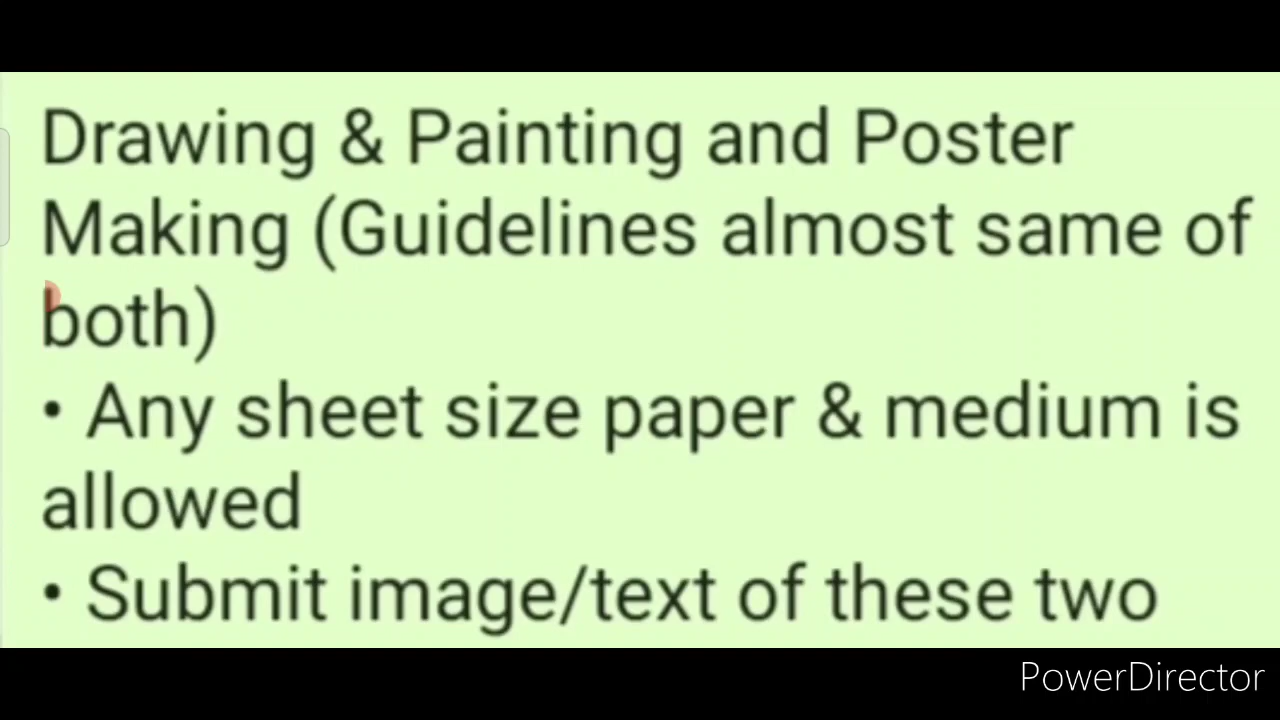 Drawing & Painting and Poster
Making (Guidelines almost same of
both)
• Any sheet size paper & medium is
allowed
• Submit image/text of these two
PowerDirector